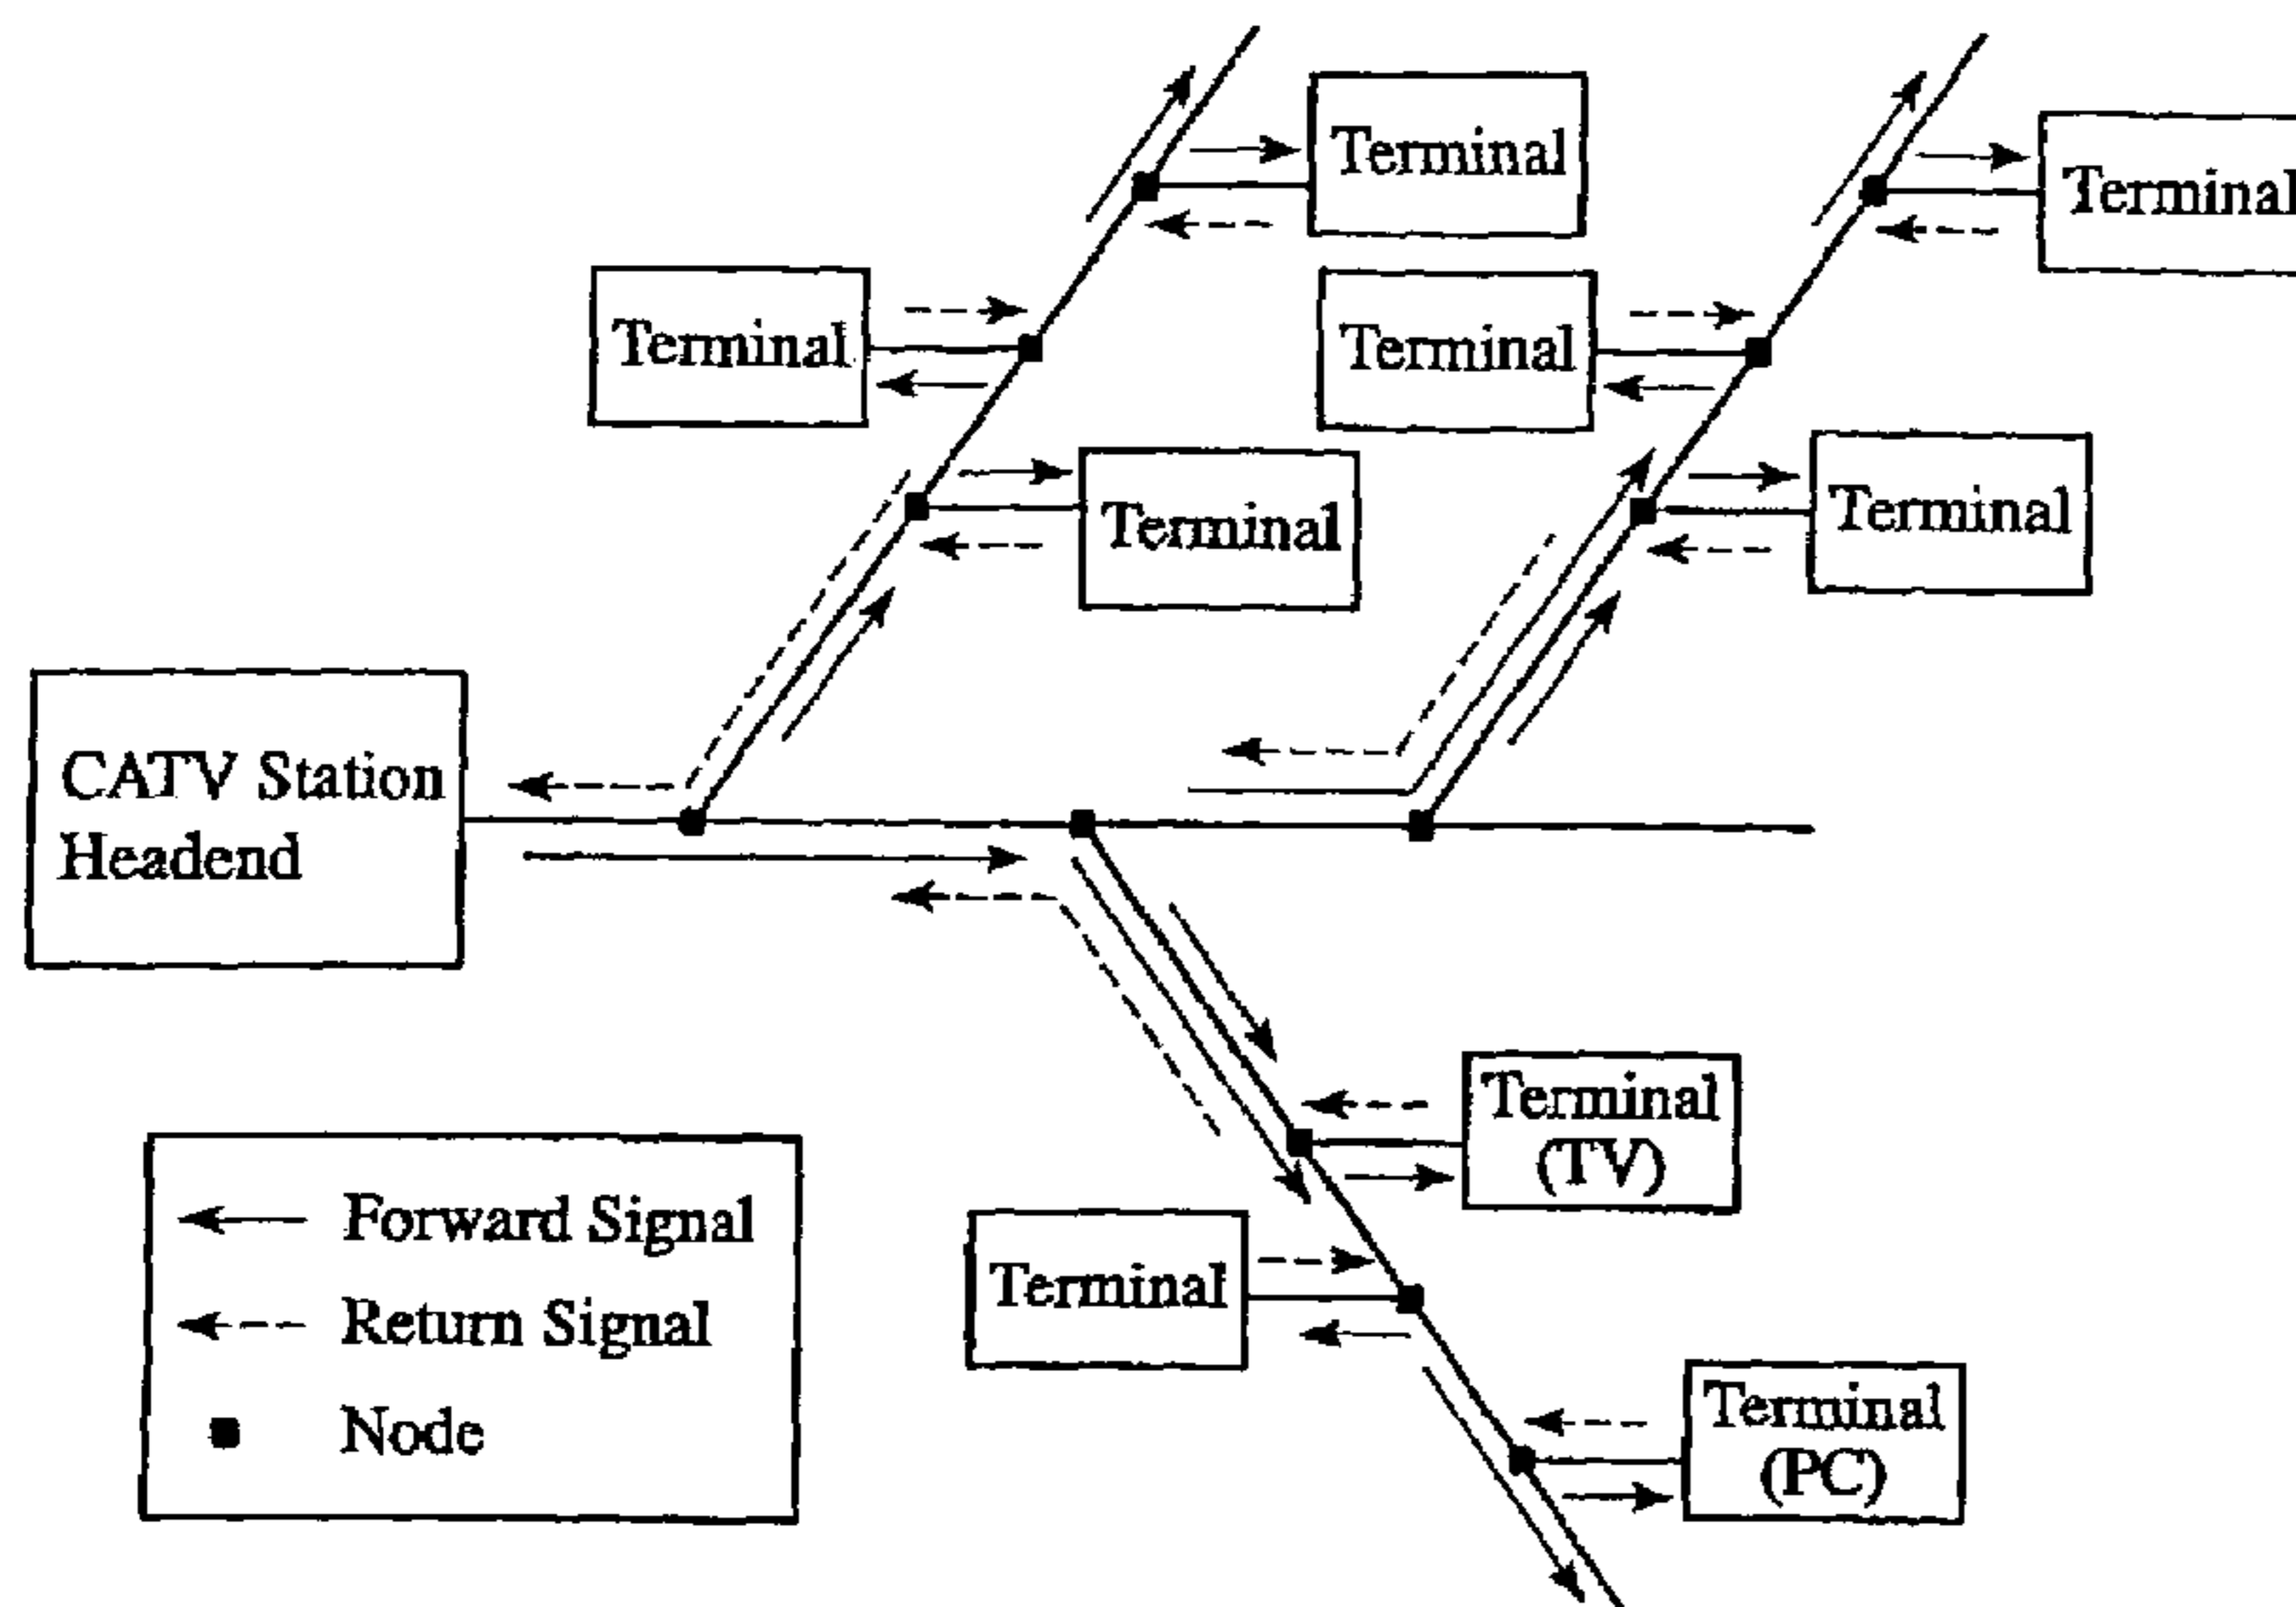 Terminal
Terminal
Terminal
Terminal
Terminal
Terminal
CATV Station
Headend
Terminal
(TV)
Forward Signal
Terminal
Return Signal
Terminal
(PC)
Node